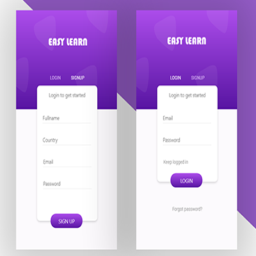 EASY LEARN
LOGIN SIGNUP
Login to get started
Fullname
Country
Email
Password
SIGN UP
EASY LEARN
LOGIN SIGNUP
Login to get started
Email
Password
Keep logged in
LOGIN
Forgot password?